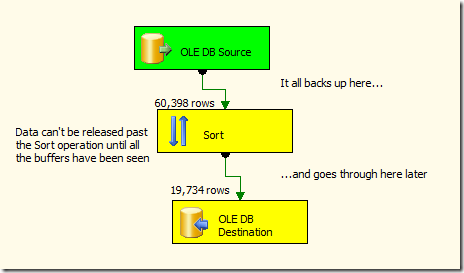 OLE DB Source
It all backs up here...
60,398 rows
Data can't be released past
the Sort operation until all
the buffers have been seen
Sort
...and goes through here later
19,734 rows
OLE DB
Destination